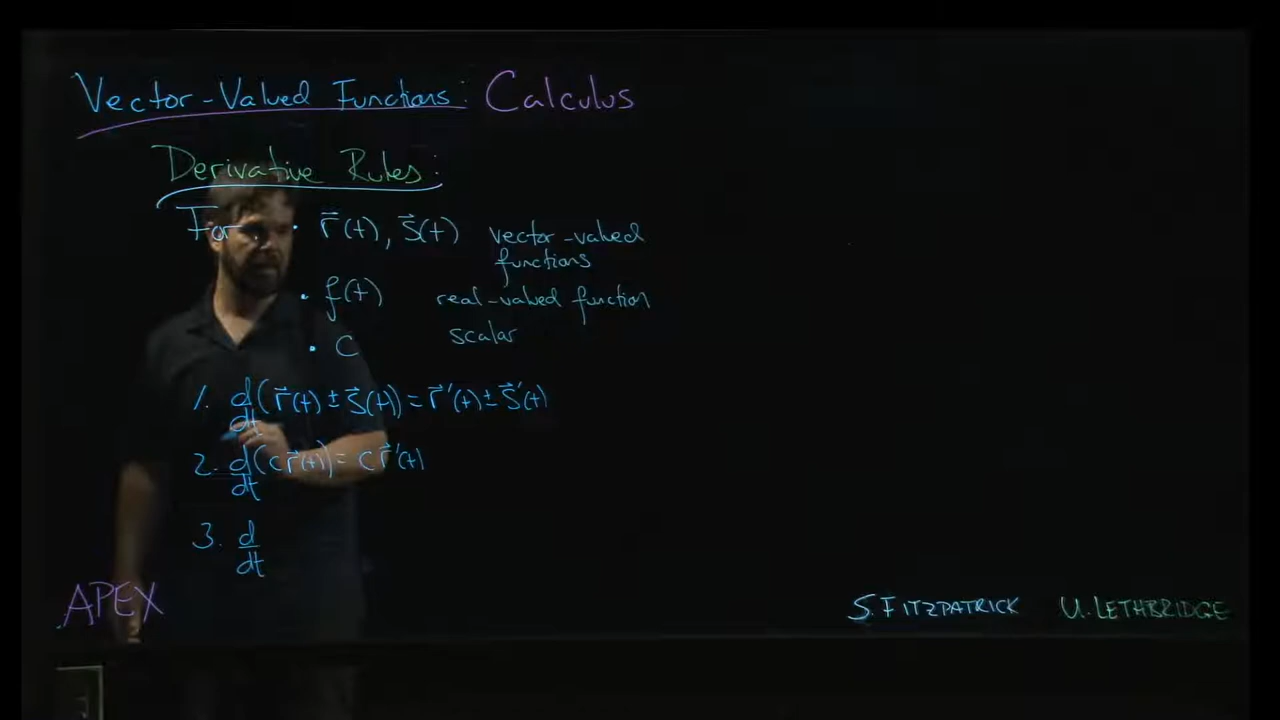 Vector-Valued Functions: Calculus
Derivative Rules:
For • r⃗(t), s⃗(t) vector-valued
functions
• f(t) real-valued function
• c scalar
1. d/dt (r⃗(t) ± s⃗(t)) = r⃗'(t) ± s⃗'(t)
2. d/dt (c r⃗(t)) = c r⃗'(t)
3. d/dt
APEX
S. FITZPATRICK U. LETHBRIDGE